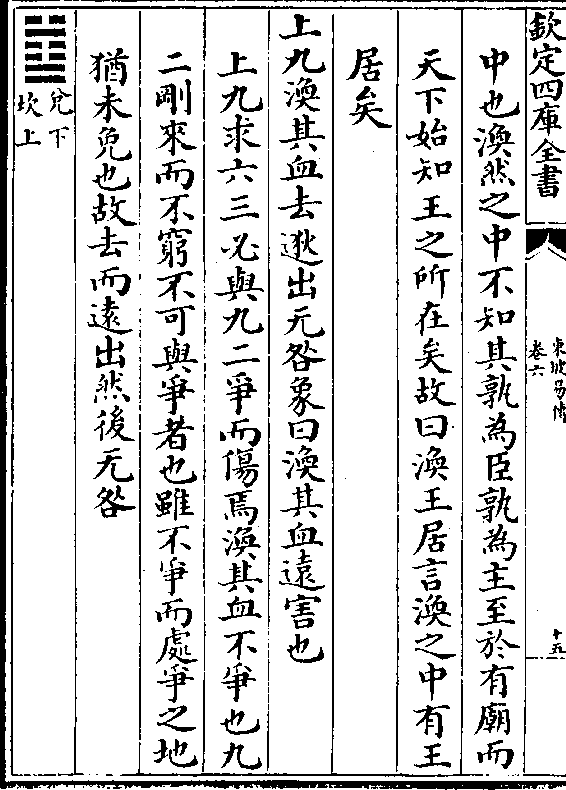 欽定四庫全書
東坡易傳
卷六
十五
中也渙然之中不知其孰為臣孰為主至於有廟而
天下始知王之所在矣故曰渙王居言渙之中有王
居矣
上九渙其血去逖出无咎象曰渙其血遠害也
上九求六三必與九二爭而傷焉渙其血不爭也九
二剛來而不窮不可與爭者也雖不爭而處爭之地
猶未免也故去而遠出然後无咎
兌下
坎上